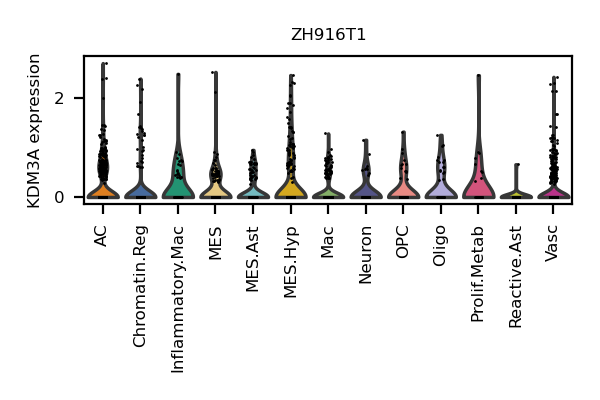 ZH916T1
KDM3A expression
2
0
AC
Chromatin.Reg
Inflammatory.Mac
MES
MES.Ast
MES.Hyp
Mac
Neuron
OPC
Oligo
Prolif.Metab
Reactive.Ast
Vasc